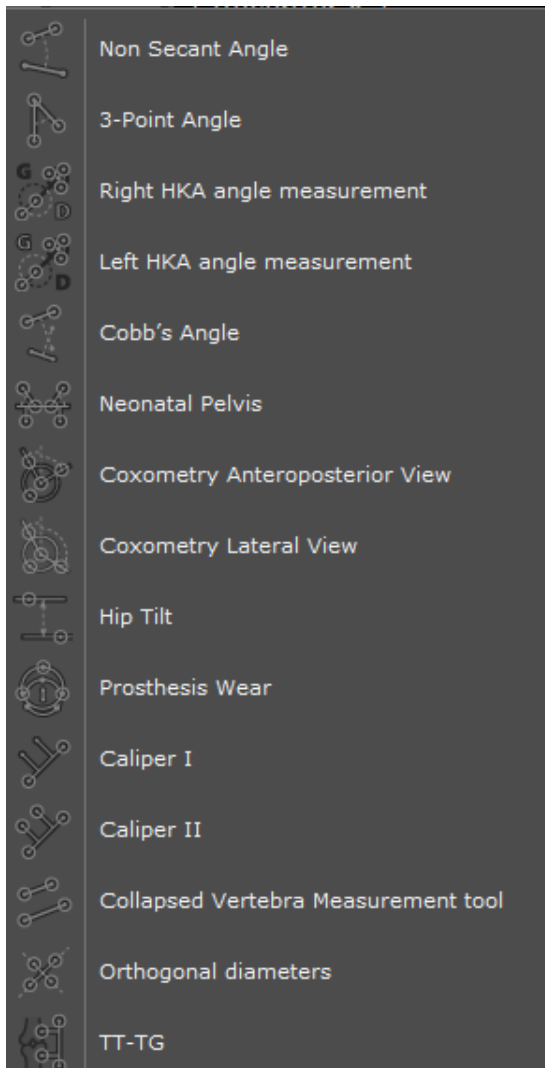 Non Secant Angle
3-Point Angle
G
D
Right HKA angle measurement
G
D
Left HKA angle measurement
Cobb’s Angle
Neonatal Pelvis
Coxometry Anteroposterior View
Coxometry Lateral View
Hip Tilt
Prosthesis Wear
Caliper I
Caliper II
Collapsed Vertebra Measurement tool
Orthogonal diameters
TT-TG